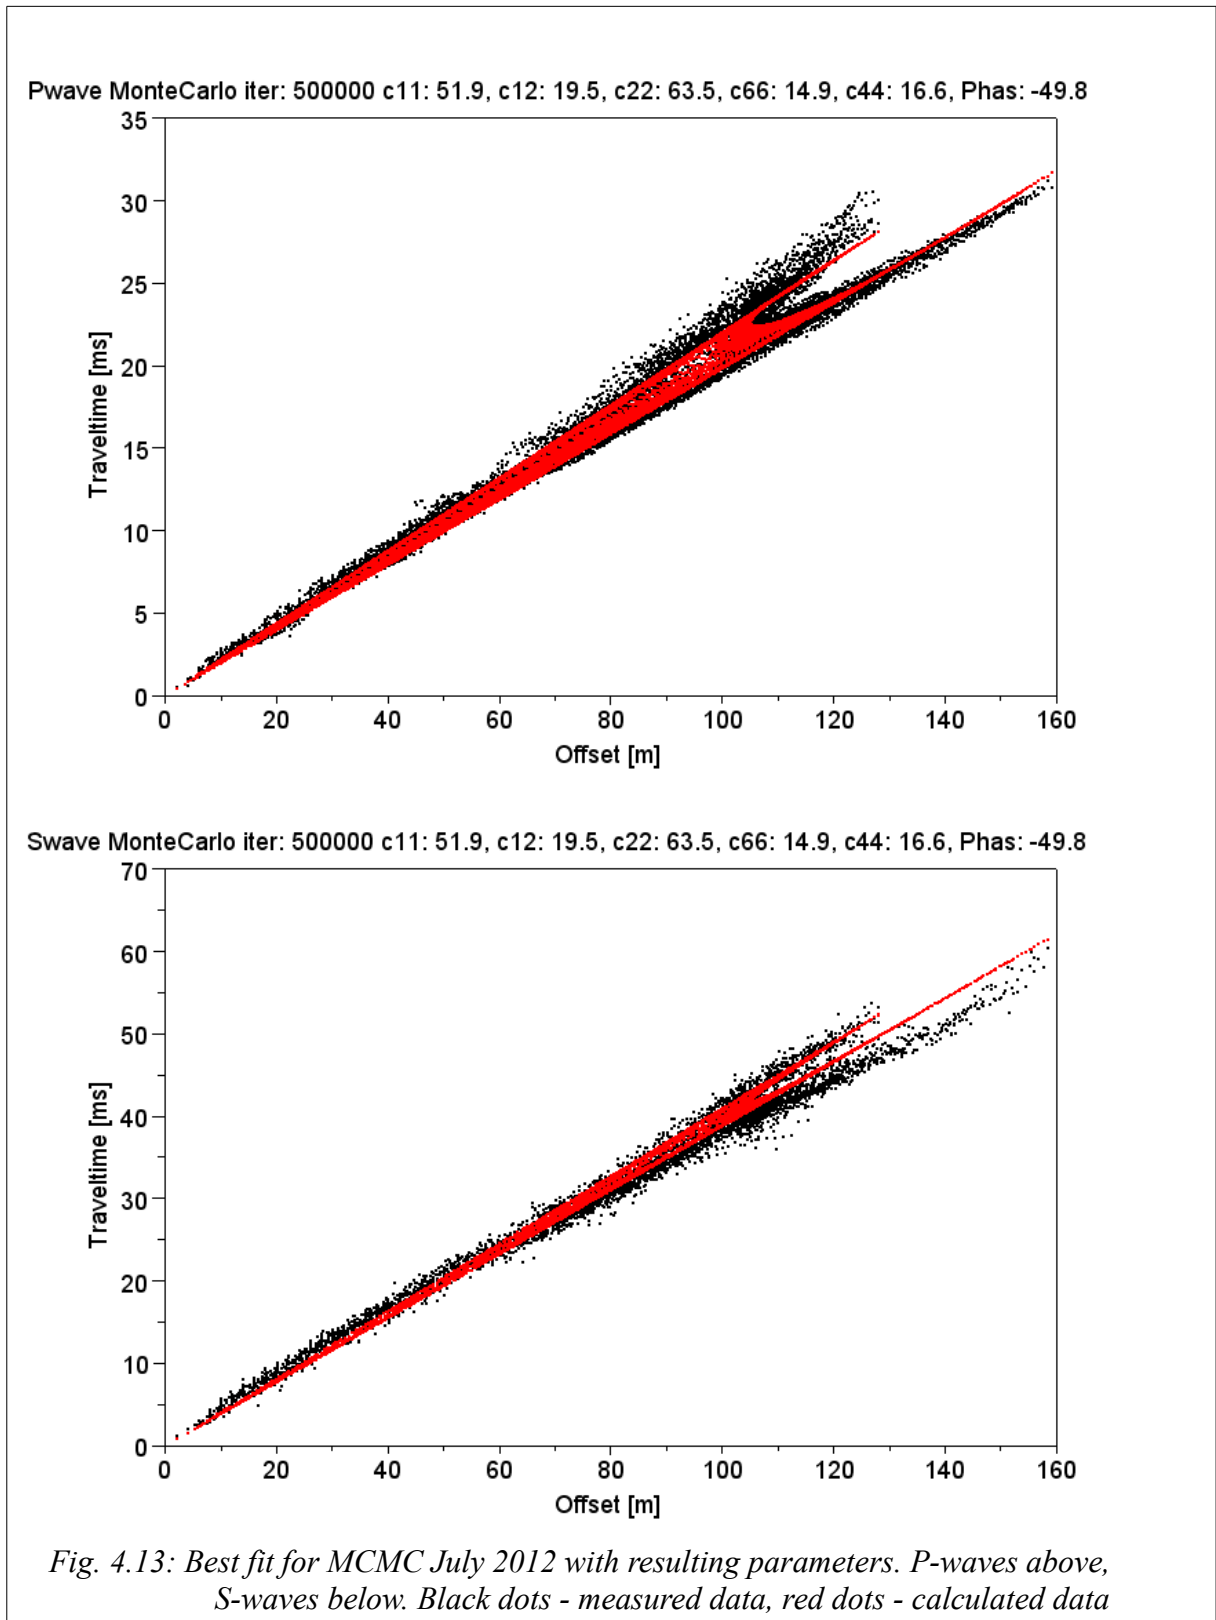 Pwave MonteCarlo iter: 500000 c11: 51.9, c12: 19.5, c22: 63.5, c66: 14.9, c44: 16.6, Phas: -49.8
35
30
25
20
15
10
5
0
Traveltime [ms]
0 20 40 60 80 100 120 140 160
Offset [m]
Swave MonteCarlo iter: 500000 c11: 51.9, c12: 19.5, c22: 63.5, c66: 14.9, c44: 16.6, Phas: -49.8
70
60
50
40
30
20
10
0
Traveltime [ms]
0 20 40 60 80 100 120 140 160
Offset [m]
Fig. 4.13: Best fit for MCMC July 2012 with resulting parameters. P-waves above,
S-waves below. Black dots - measured data, red dots - calculated data